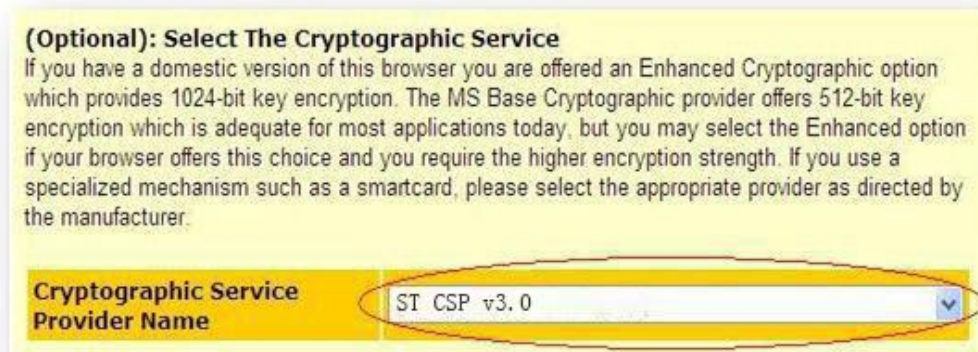 (Optional): Select The Cryptographic Service
If you have a domestic version of this browser you are offered an Enhanced Cryptographic option
which provides 1024-bit key encryption. The MS Base Cryptographic provider offers 512-bit key
encryption which is adequate for most applications today, but you may select the Enhanced option
if your browser offers this choice and you require the higher encryption strength. If you use a
specialized mechanism such as a smartcard, please select the appropriate provider as directed by
the manufacturer.
Cryptographic Service
Provider Name
ST CSP v3.0